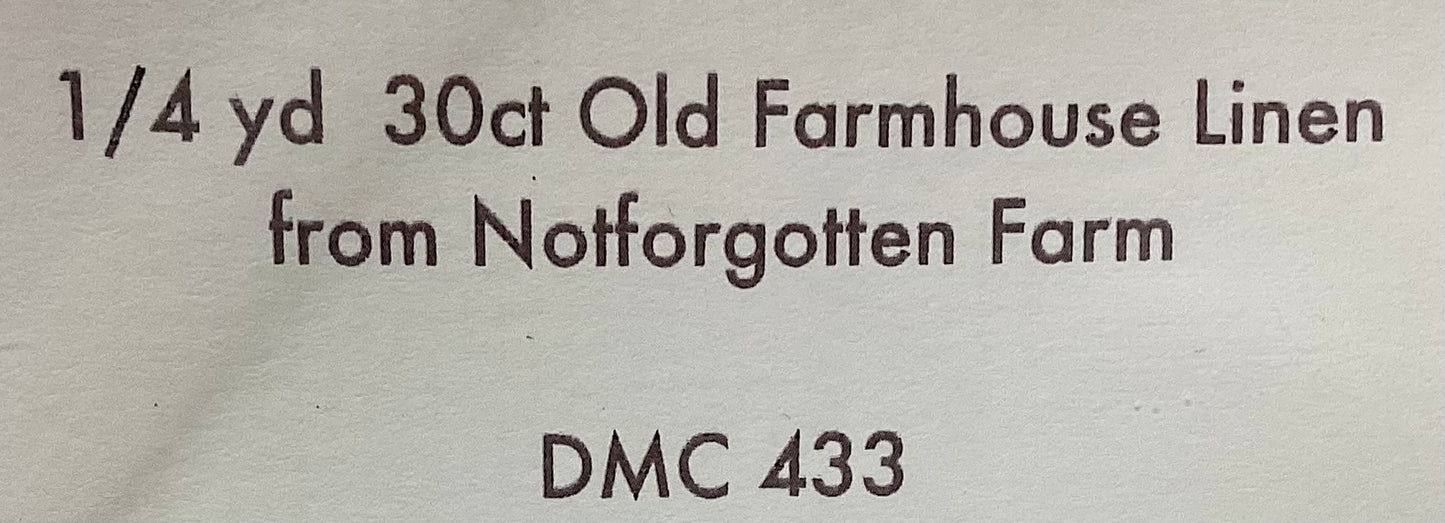 1/4 yd 30ct Old Farmhouse Linen
from Notforgotten Farm
DMC 433